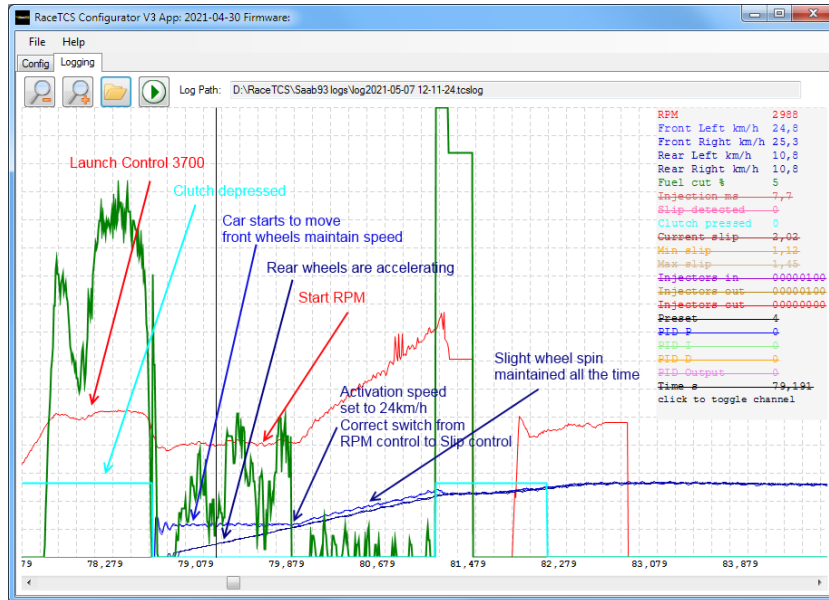 RaceTCS Configurator V3 App: 2021-04-30 Firmware:
File Help
Config Logging
Log Path: D:\RaceTCS\Saab93 logs\log2021-05-07 12-11-24.tcslog
RPM 2988
Front Left km/h 24,8
Front Right km/h 25,3
Rear Left km/h 10,8
Rear Right km/h 10,8
Fuel cut % 5
Injection ms 7,7
Slip detected 0
Clutch pressed 0
Current slip 2,02
Min slip 1,12
Max slip 1,45
Injectors in 00000100
Injectors out 00000100
Injectors cut 00000000
Preset 4
PID P 0
PID I 0
PID D 0
PID Output 0
Time s 79,191
click to toggle channel
Launch Control 3700
Clutch depressed
Car starts to move
front wheels maintain speed
Rear wheels are accelerating
Start RPM
Activation speed
set to 24km/h
Correct switch from
RPM control to Slip control
Slight wheel spin
maintained all the time
79 78,279 79,079 79,879 80,679 81,479 82,279 83,079 83,879